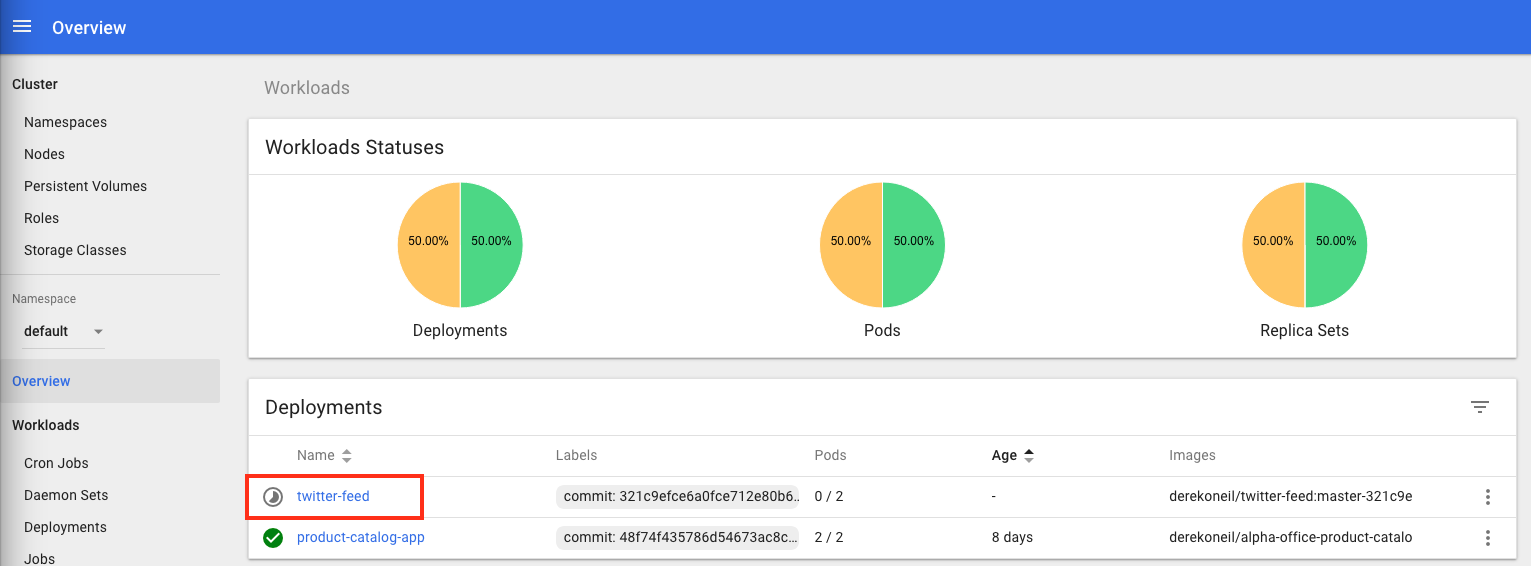 Overview
Cluster
Namespaces
Nodes
Persistent Volumes
Roles
Storage Classes
Namespace
default
Overview
Workloads
Cron Jobs
Daemon Sets
Deployments
Jobs
Workloads
Workloads Statuses
50.00% 50.00%
Deployments
50.00% 50.00%
Pods
50.00% 50.00%
Replica Sets
Deployments
Name Labels Pods Age Images
twitter-feed commit: 321c9efce6a0fce712e80b6... 0 / 2 - derekoneil/twitter-feed:master-321c9e
product-catalog-app commit: 48f74f435786d54673ac8c... 2 / 2 8 days derekoneil/alpha-office-product-catalo